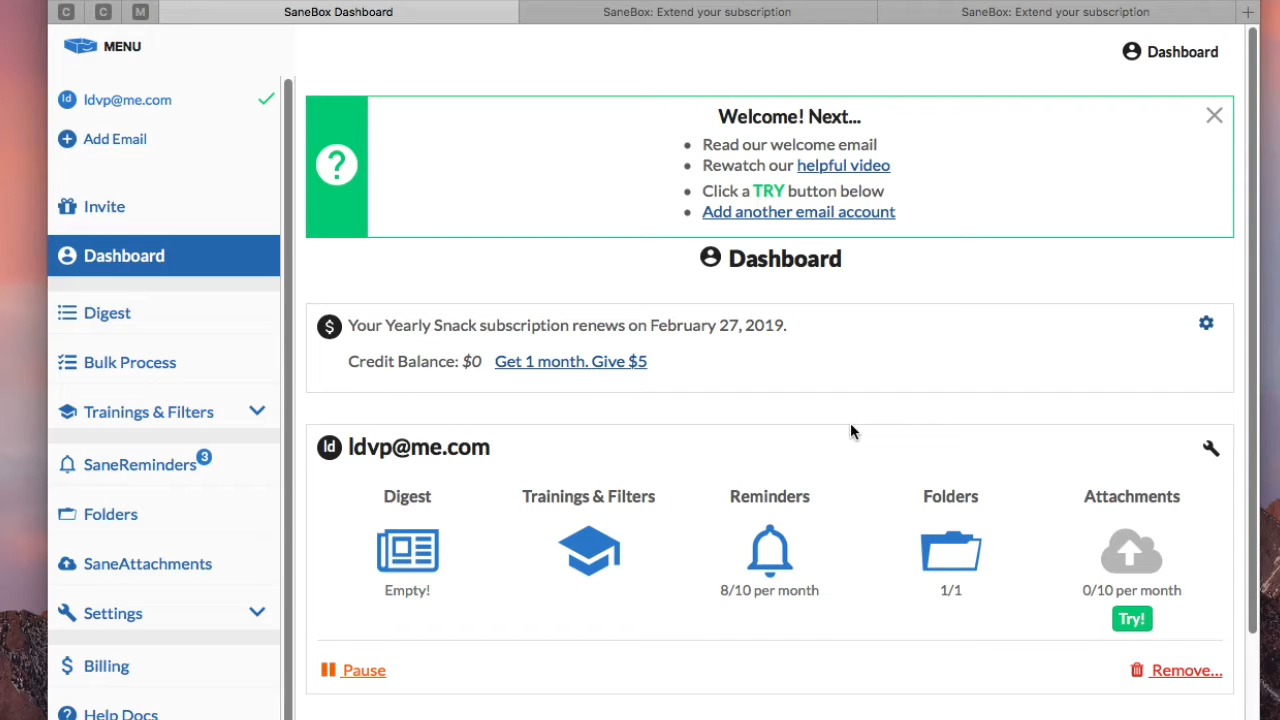 C
C
M
SaneBox Dashboard
SaneBox: Extend your subscription
SaneBox: Extend your subscription
+
MENU
Dashboard
ld ldvp@me.com
Add Email
Invite
Dashboard
Digest
Bulk Process
Trainings & Filters
SaneReminders 3
Folders
SaneAttachments
Settings
$ Billing
? Help Docs
?
Welcome! Next...
Read our welcome email
Rewatch our helpful video
Click a TRY button below
Add another email account
Dashboard
$ Your Yearly Snack subscription renews on February 27, 2019.
Credit Balance: $0 Get 1 month. Give $5
ld ldvp@me.com
Digest Trainings & Filters Reminders Folders Attachments
Empty! 8/10 per month 1/1 0/10 per month
Try!
Pause Remove...